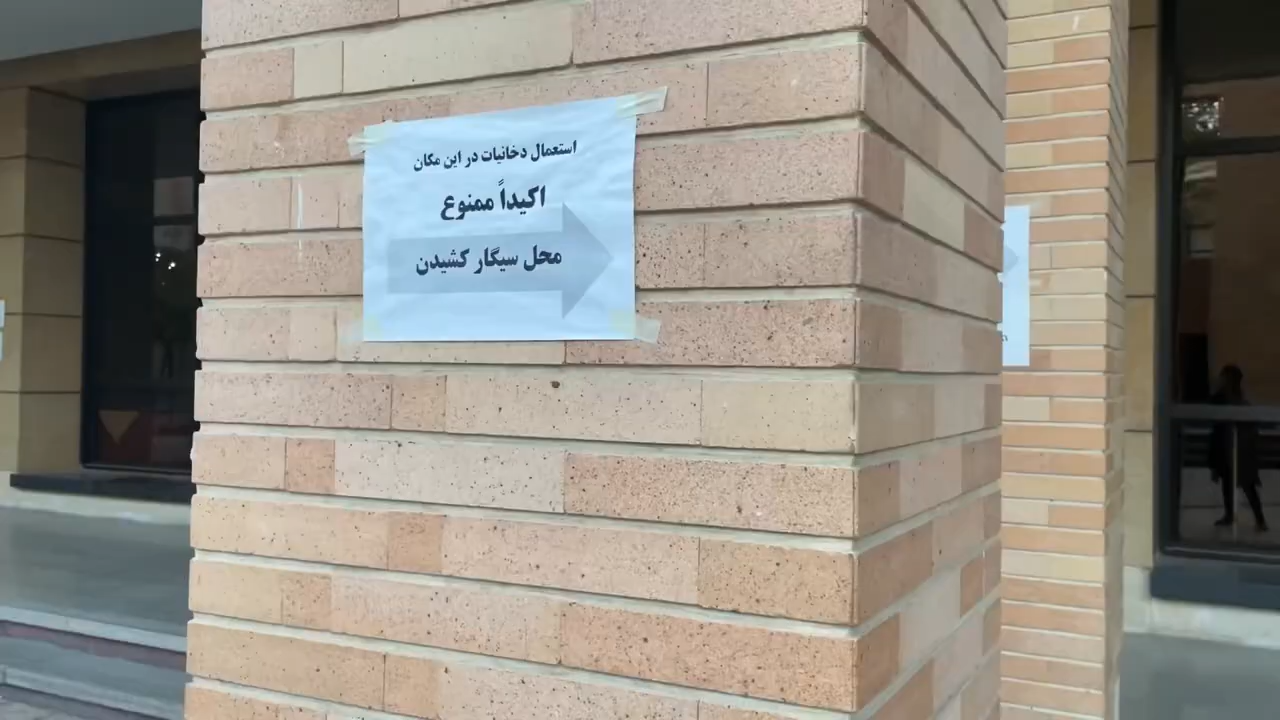 استعمال دخانیات در این مکان
اکیداً ممنوع
محل سیگار کشیدن